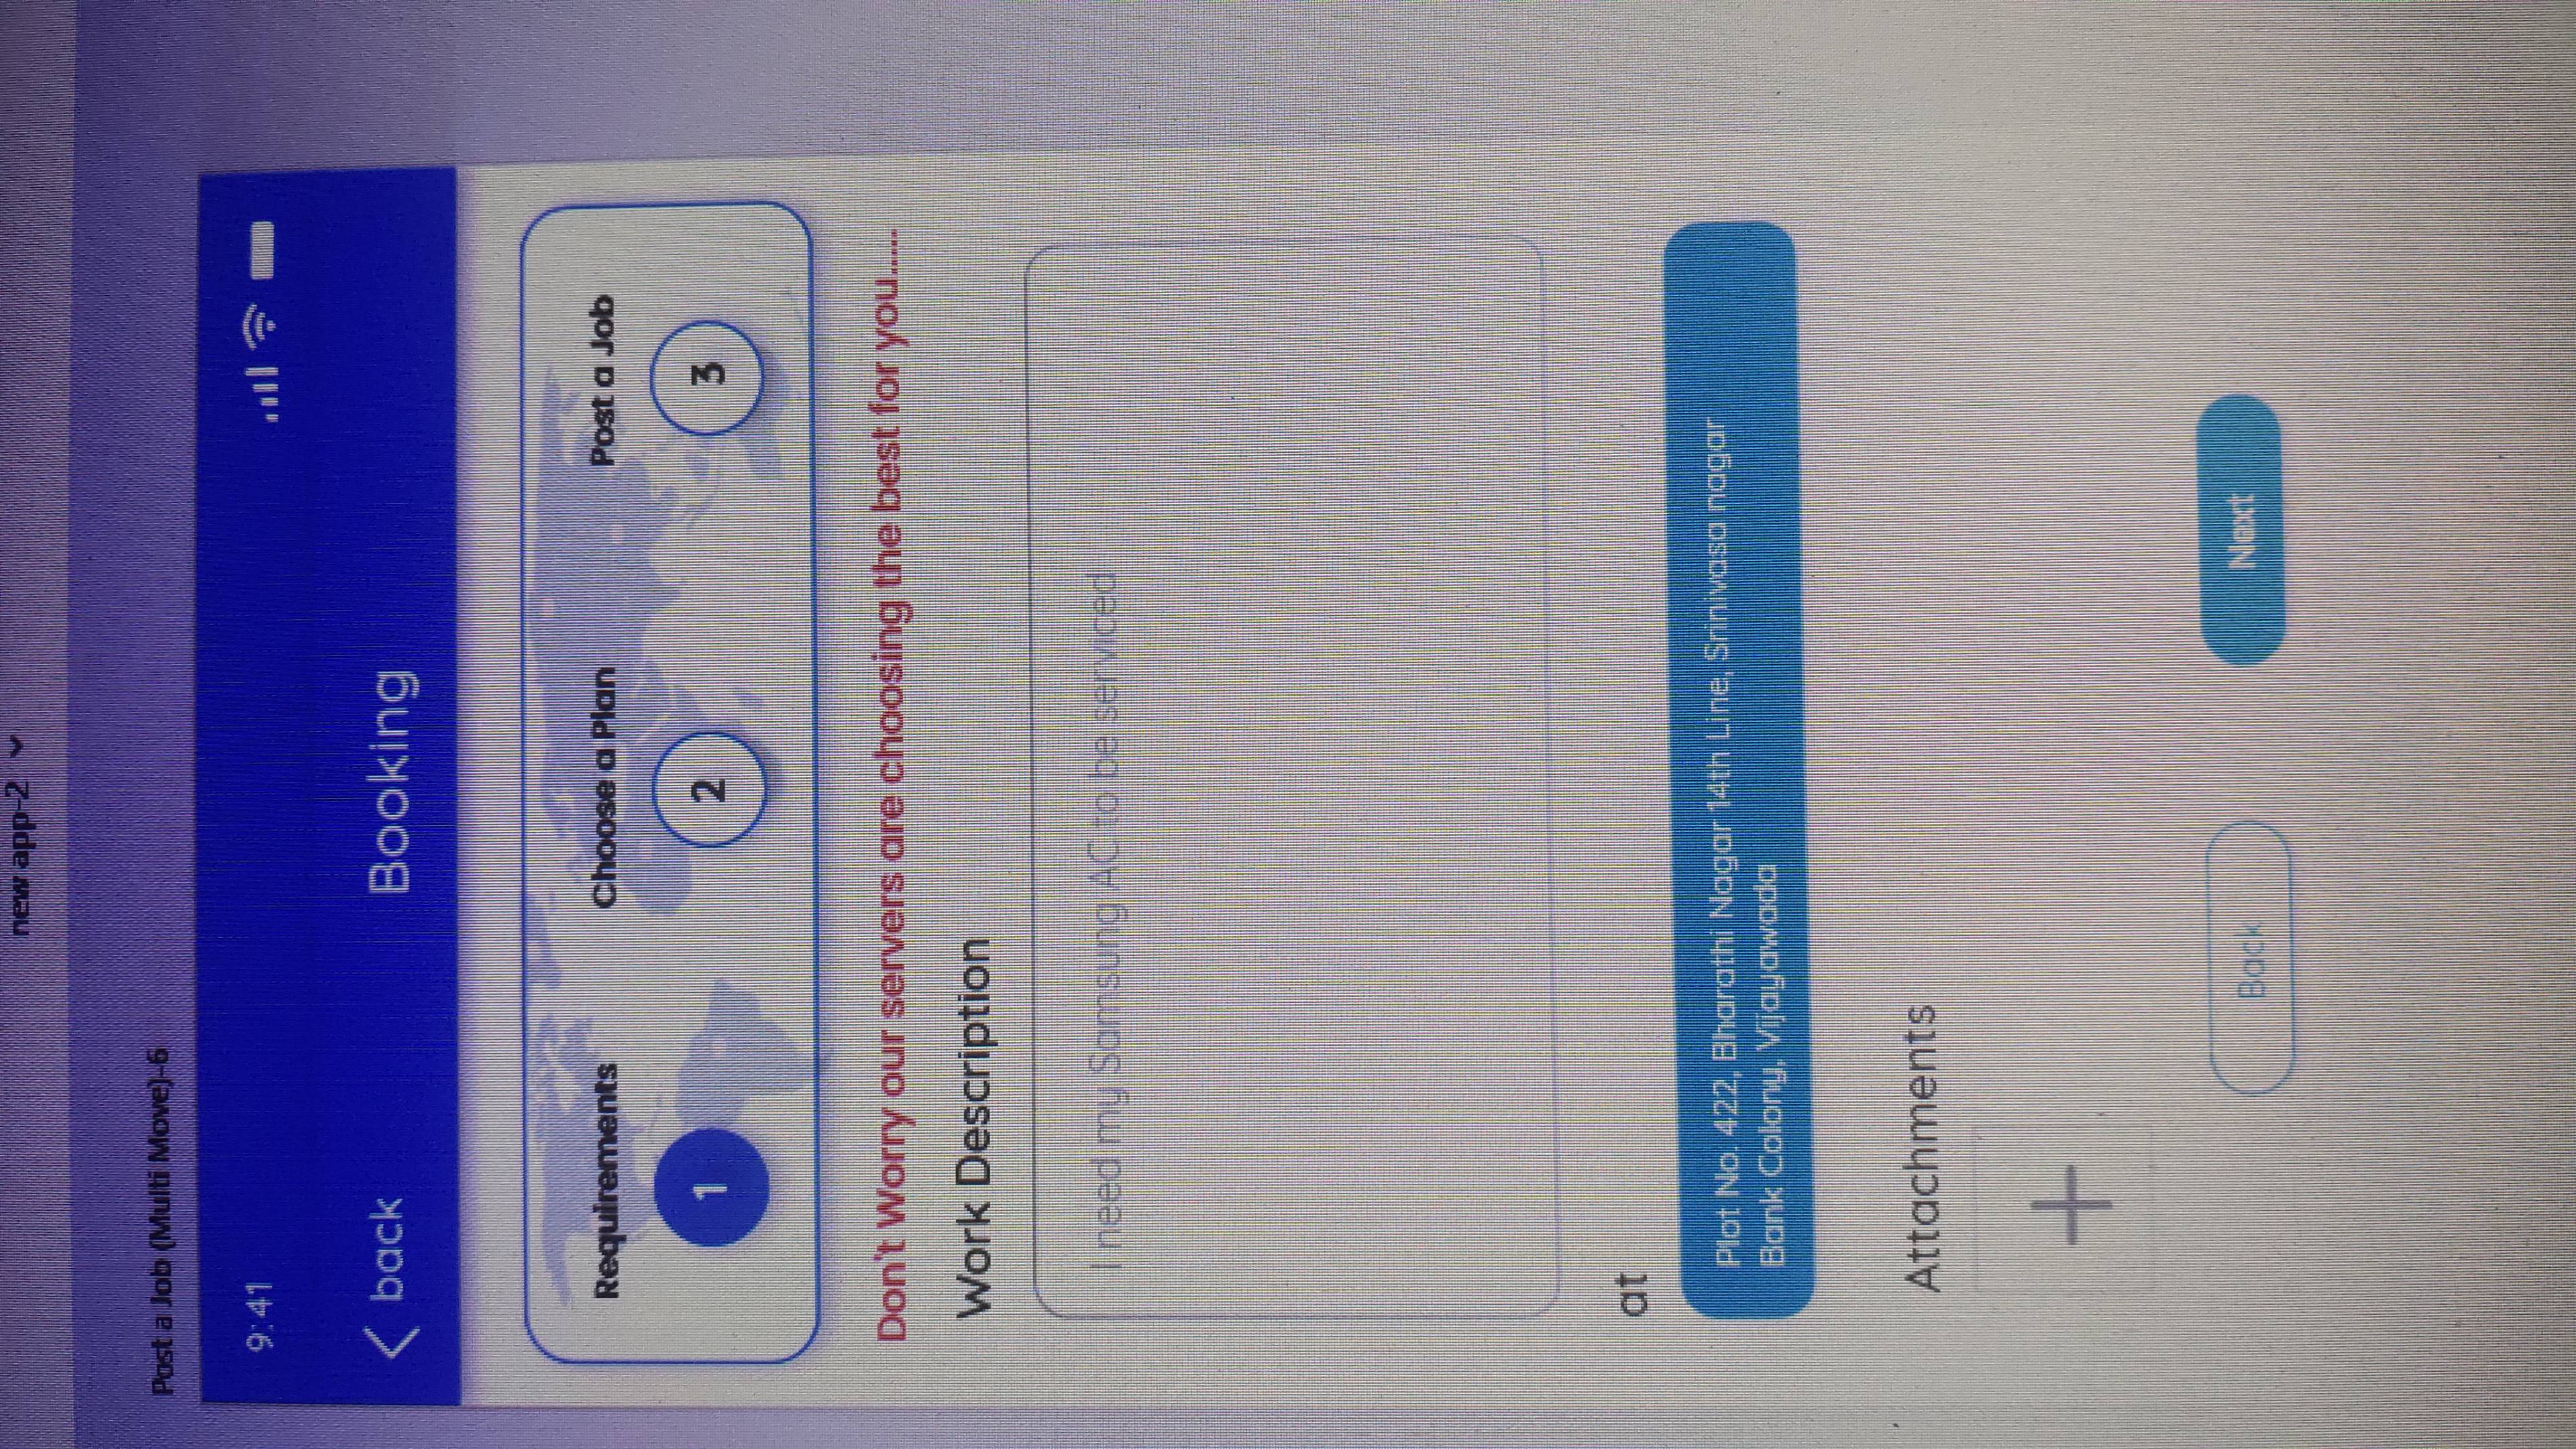 new app-2
Post a Job (Multi Move)-6
9:41
back
Booking
Requirements
Choose a Plan
Post a Job
1
2
3
Don't Worry our servers are choosing the best for you.....
Work Description
I need my Samsung AC to be serviced
at
Plot No. 422, Bharathi Nagar 14th Line, Srinivasa nagar
Bank Colony, Vijayawada
Attachments
Back
Next